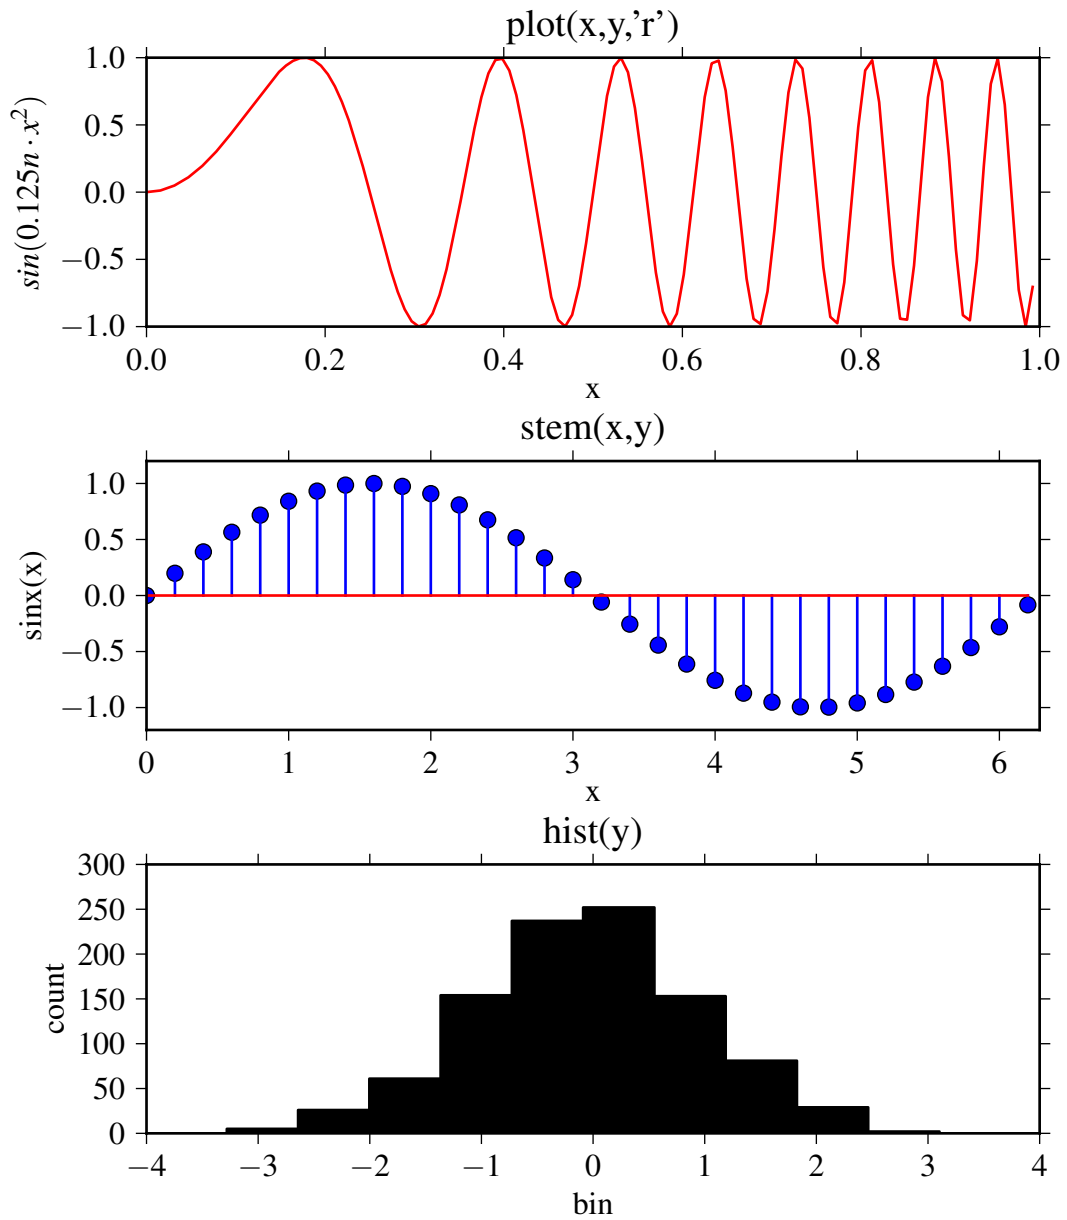 plot(x,y,’r’)
sin(0.125n · x²)
1.0
0.5
0.0
−0.5
−1.0
0.0 0.2 0.4 0.6 0.8 1.0
x
stem(x,y)
sinx(x)
1.0
0.5
0.0
−0.5
−1.0
0 1 2 3 4 5 6
x
hist(y)
count
300
250
200
150
100
50
0
−4 −3 −2 −1 0 1 2 3 4
bin